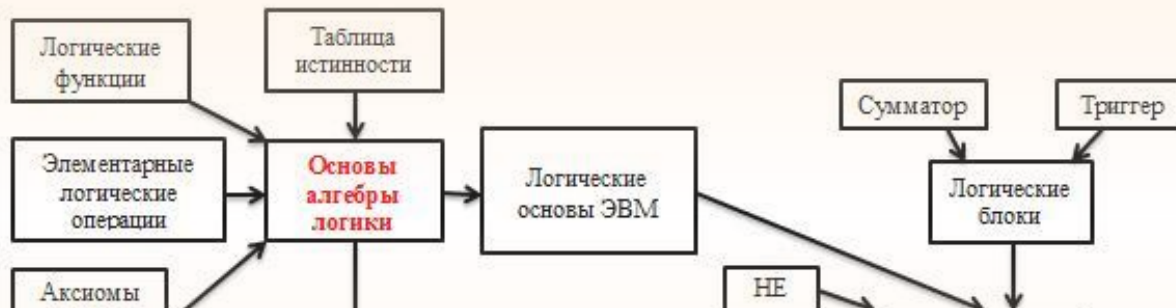 Логические
функции
Таблица
истинности
Сумматор
Триггер
Элементарные
логические
операции
Основы
алгебры
логики
Логические
основы ЭВМ
Логические
блоки
Аксиомы
НЕ